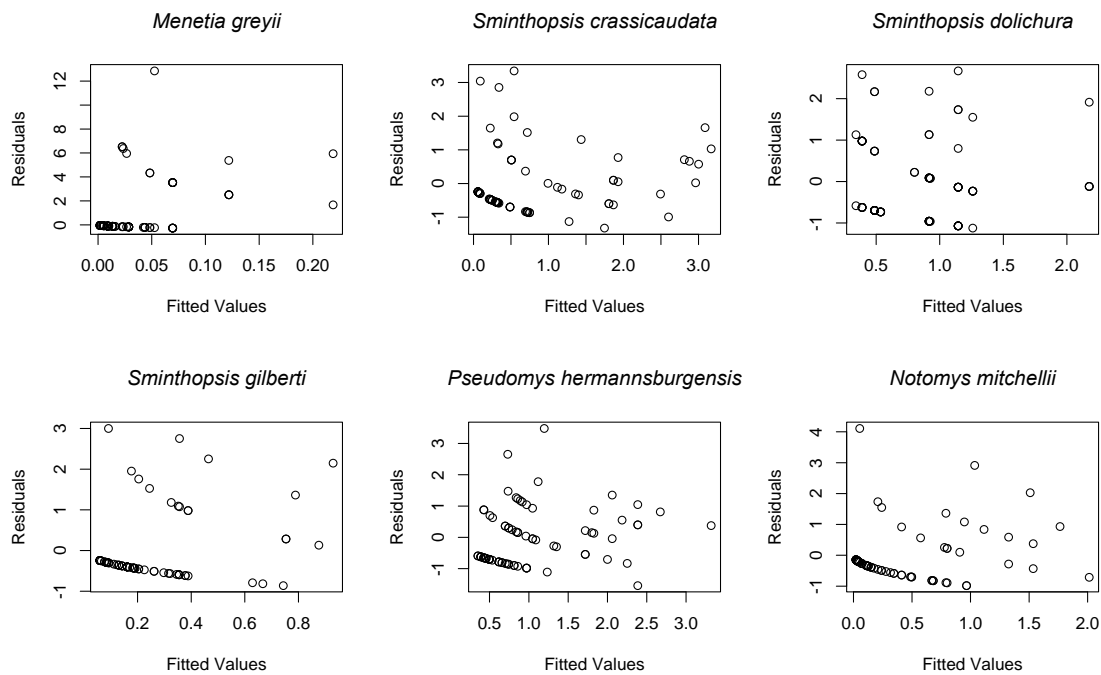 Menetia greyii
Sminthopsis crassicaudata
Sminthopsis dolichura
Residuals
0 2 4 6 8 12
0.00 0.05 0.10 0.15 0.20
Fitted Values
Residuals
-1 0 1 2 3
0.0 1.0 2.0 3.0
Fitted Values
Residuals
-1 0 1 2
0.5 1.0 1.5 2.0
Fitted Values
Sminthopsis gilberti
Pseudomys hermannsburgensis
Notomys mitchellii
Residuals
-1 0 1 2 3
0.2 0.4 0.6 0.8
Fitted Values
Residuals
-1 0 1 2 3
0.5 1.0 1.5 2.0 2.5 3.0
Fitted Values
Residuals
-1 0 1 2 3 4
0.0 0.5 1.0 1.5 2.0
Fitted Values